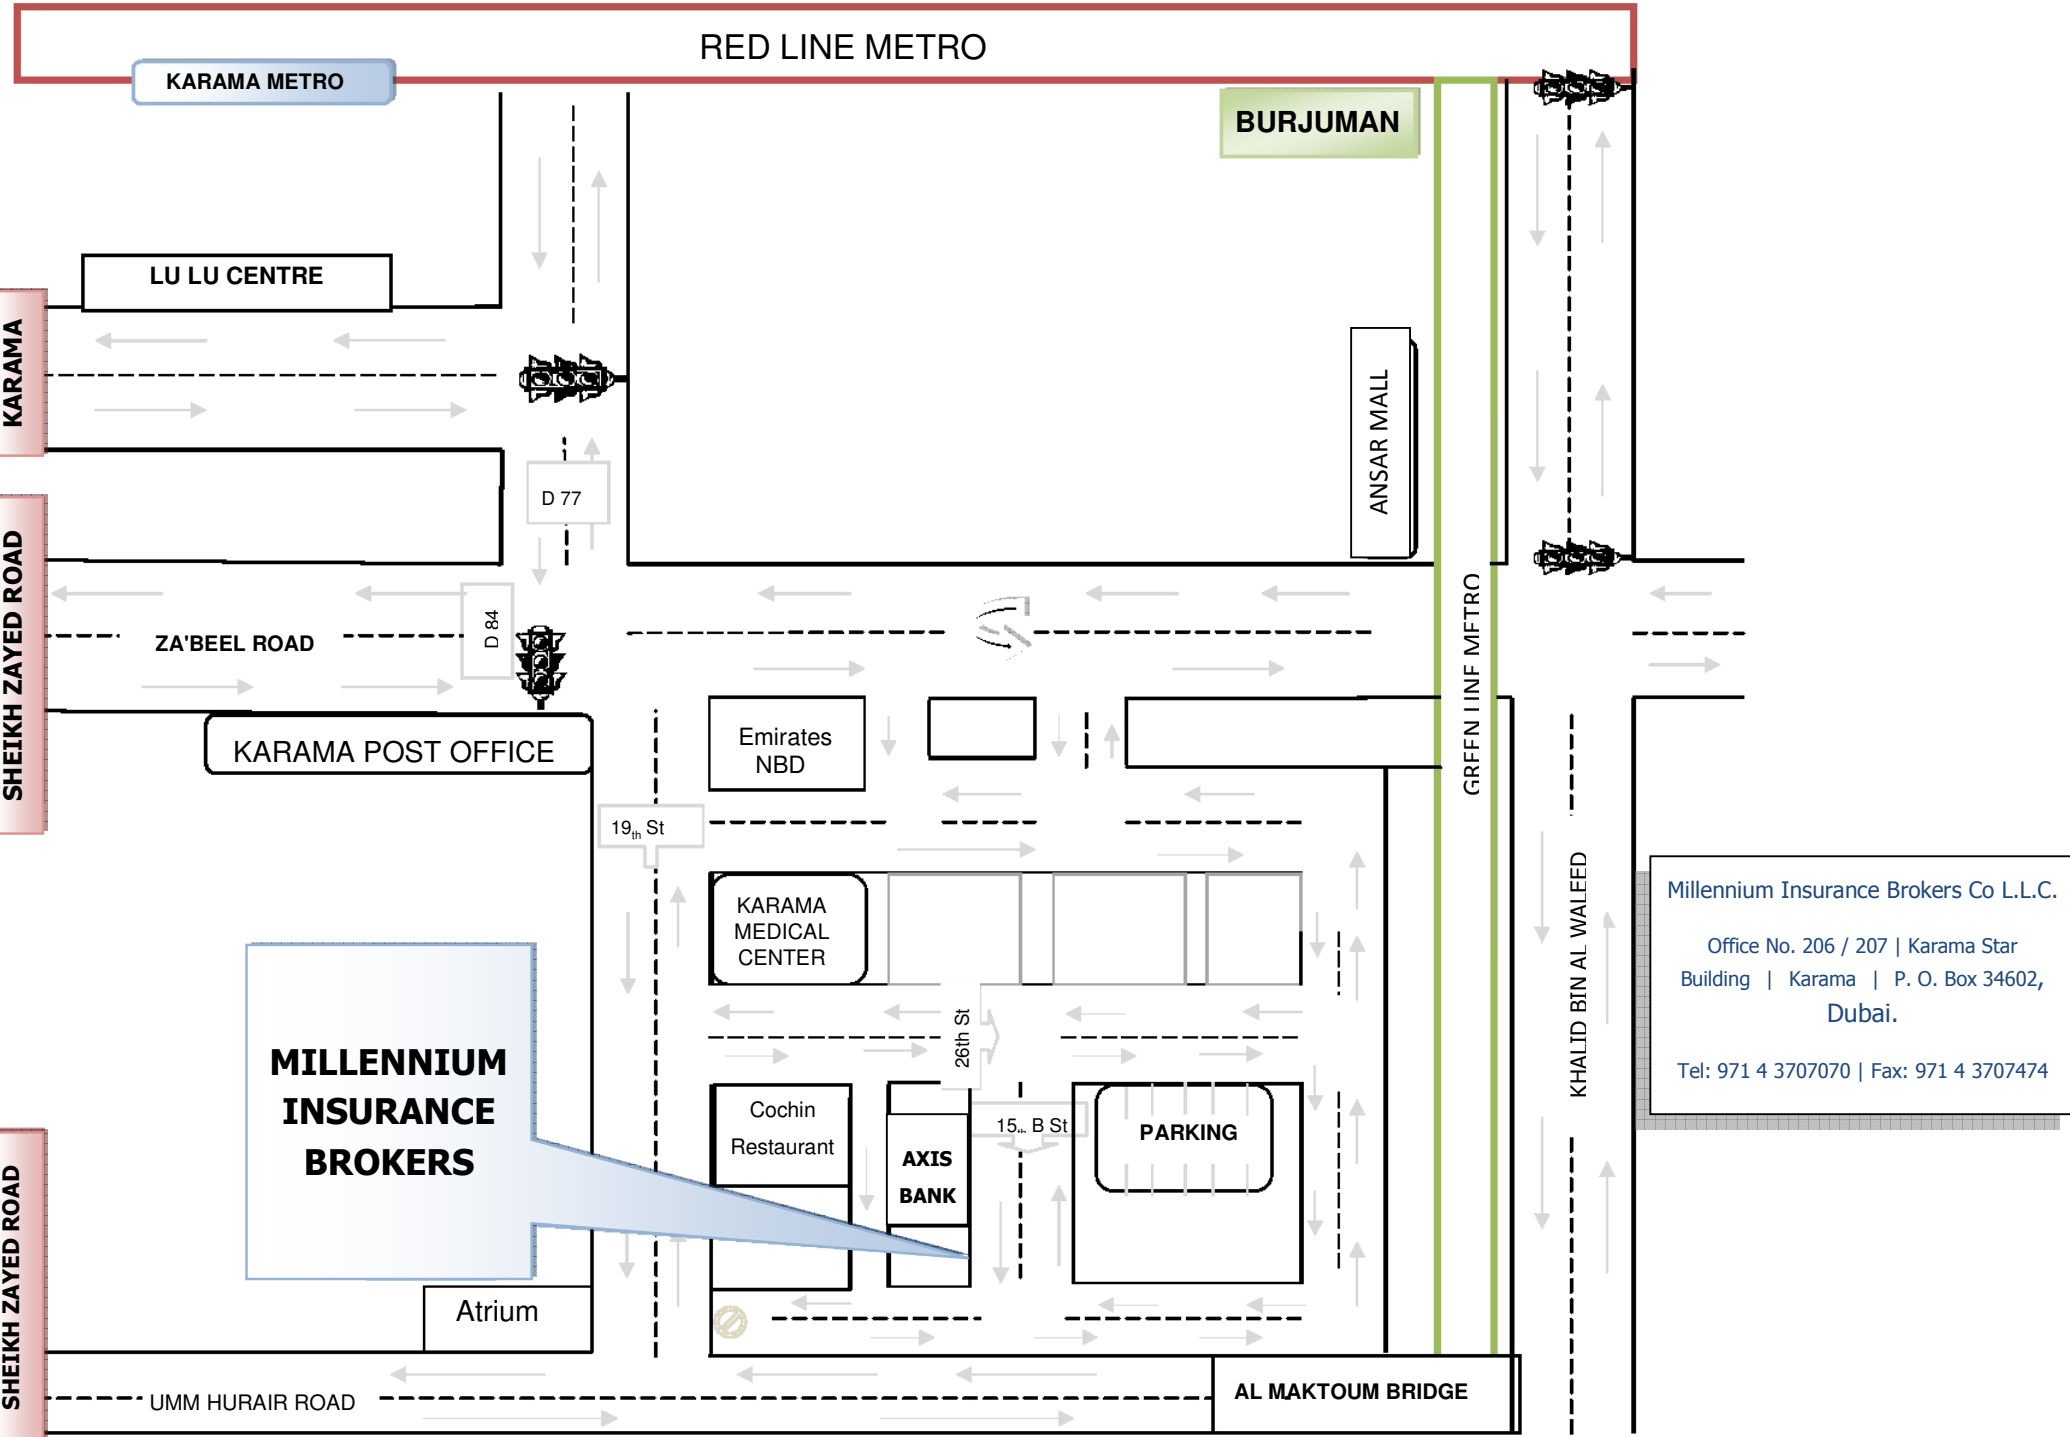 RED LINE METRO
KARAMA METRO
BURJUMAN
LU LU CENTRE
KARAMA
ANSAR MALL
D 77
SHEIKH ZAYED ROAD
D 84
ZA'BEEL ROAD
GREEN LINE METRO
KARAMA POST OFFICE
Emirates
NBD
19th St
KHALID BIN AL WALEED
Millennium Insurance Brokers Co L.L.C.
Office No. 206 / 207 | Karama Star
Building | Karama | P. O. Box 34602,
Dubai.
Tel: 971 4 3707070 | Fax: 971 4 3707474
KARAMA
MEDICAL
CENTER
26th St
MILLENNIUM
INSURANCE
BROKERS
Cochin
Restaurant
AXIS
BANK
15th B St
PARKING
SHEIKH ZAYED ROAD
Atrium
UMM HURAIR ROAD
AL MAKTOUM BRIDGE